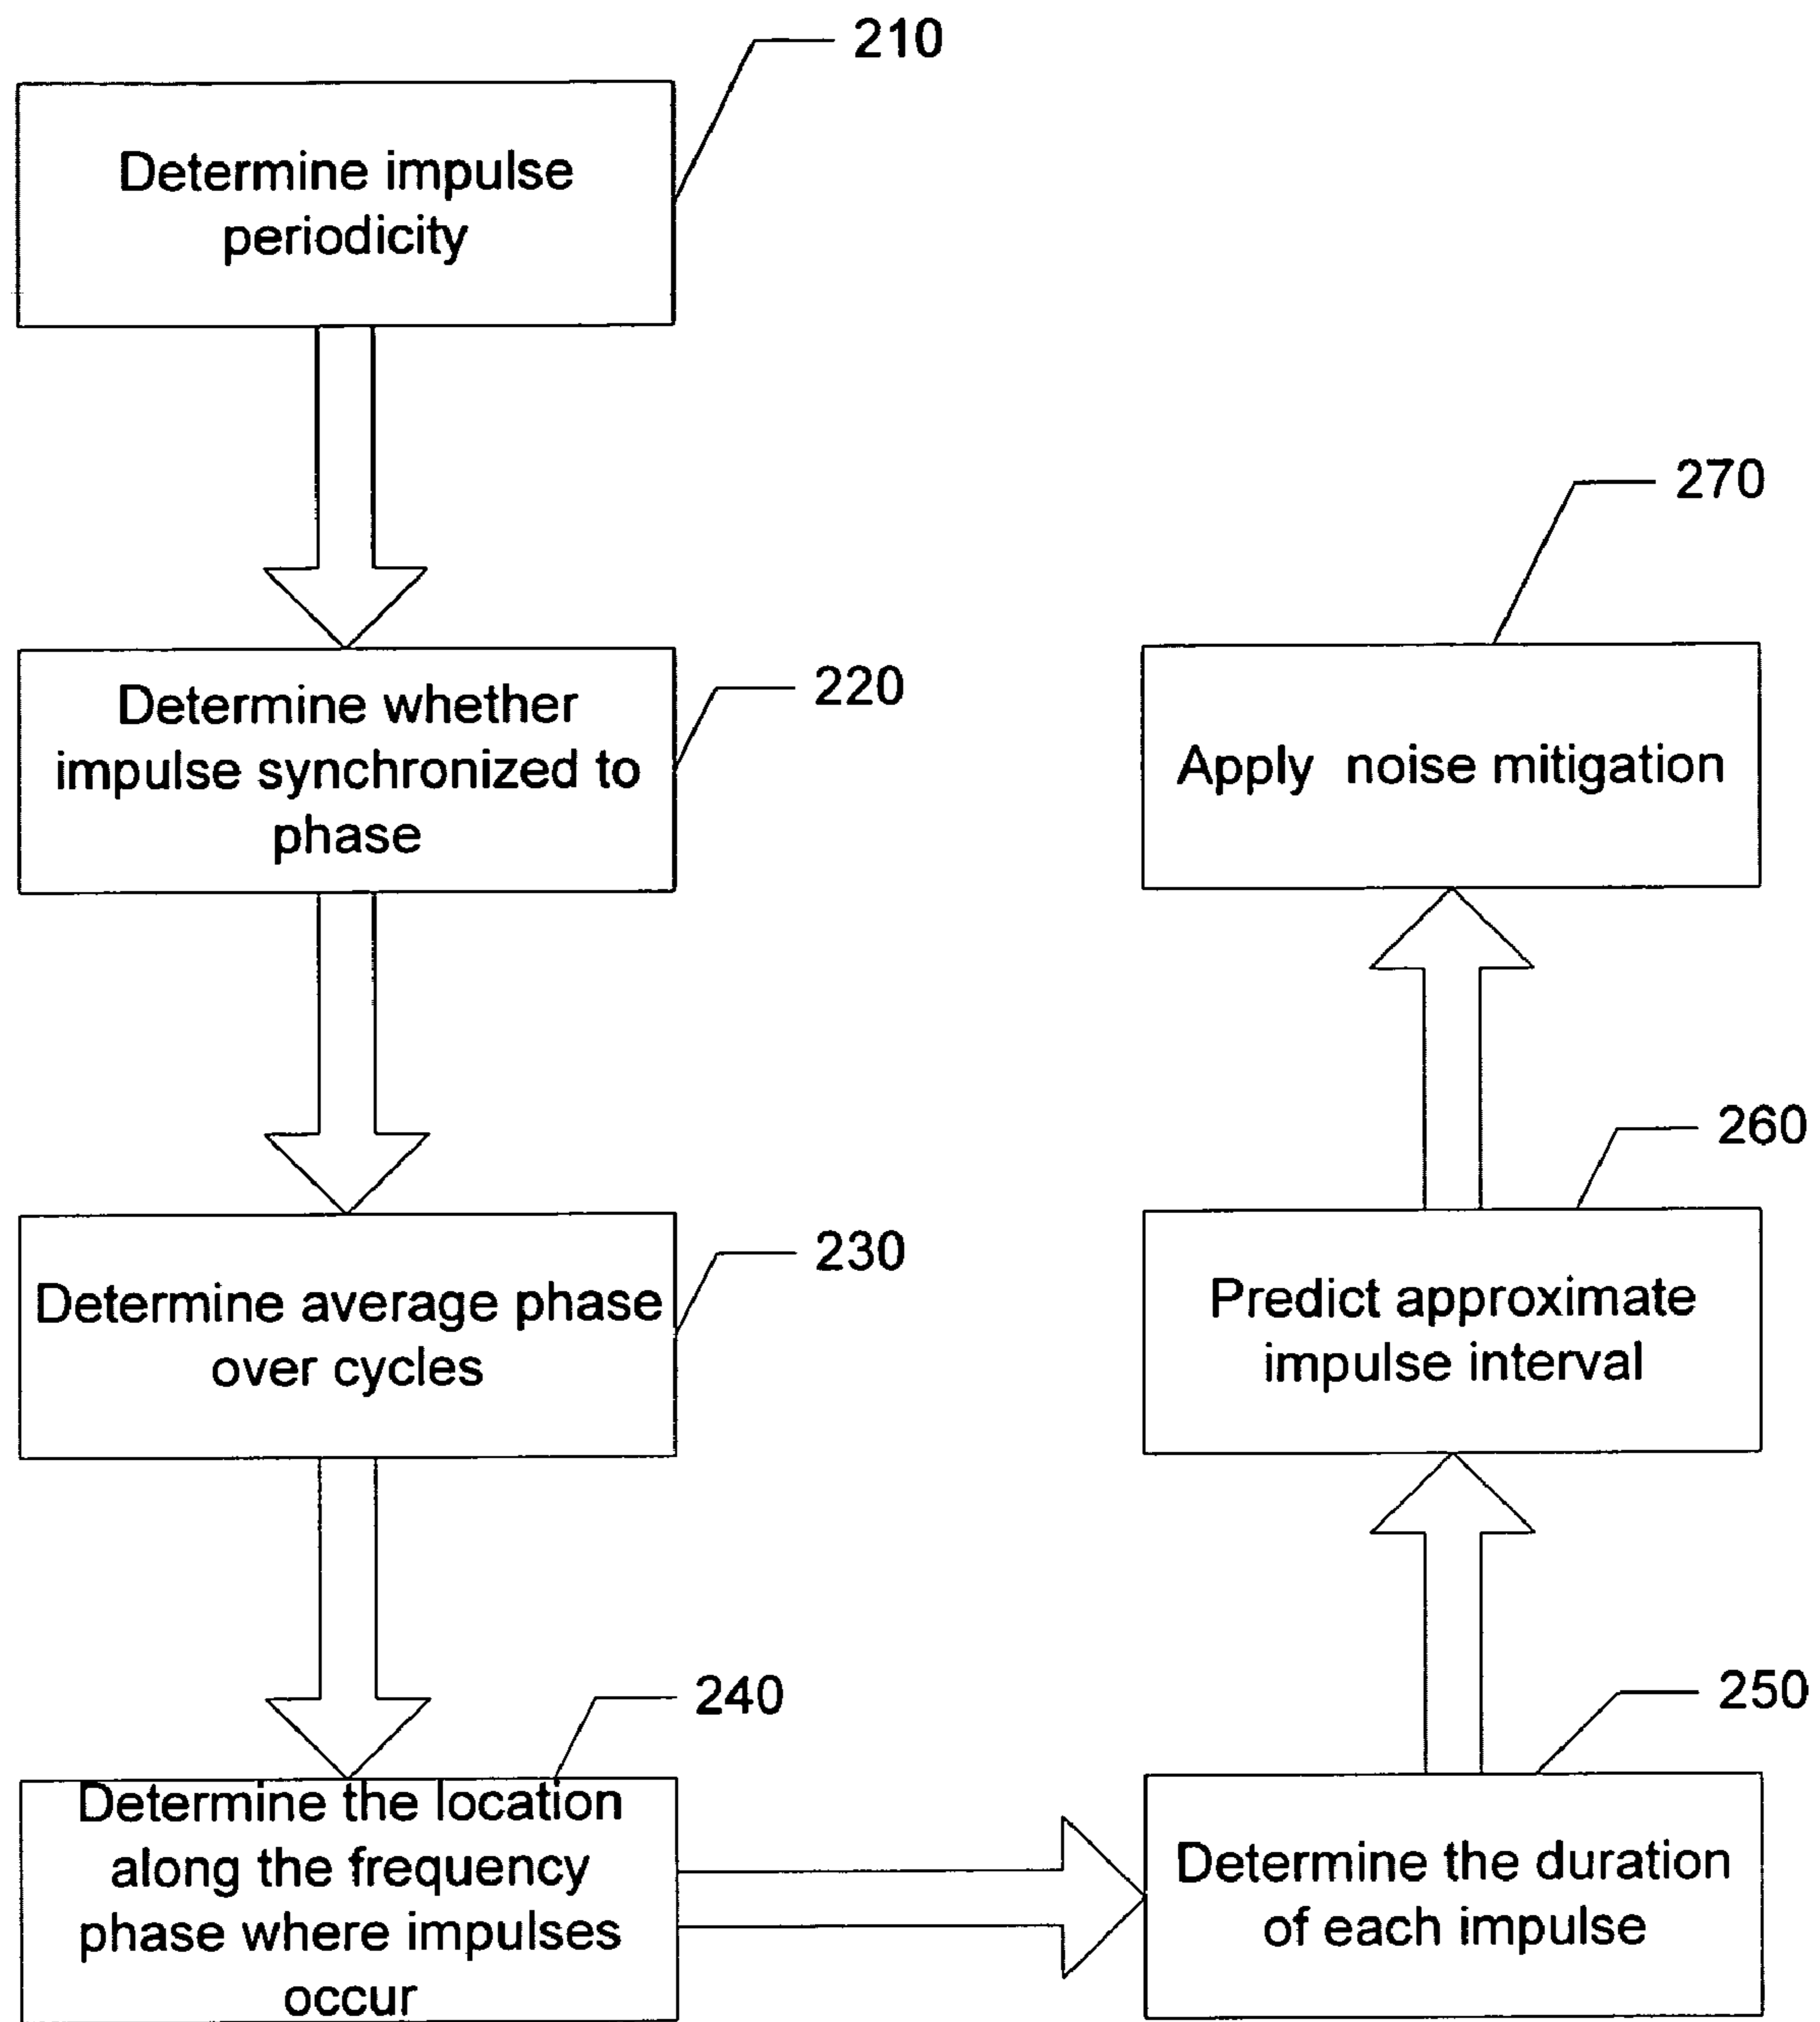 210
Determine impulse
periodicity
220
Determine whether
impulse synchronized to
phase
230
Determine average phase
over cycles
240
Determine the location
along the frequency
phase where impulses
occur
250
Determine the duration
of each impulse
260
Predict approximate
impulse interval
270
Apply noise mitigation